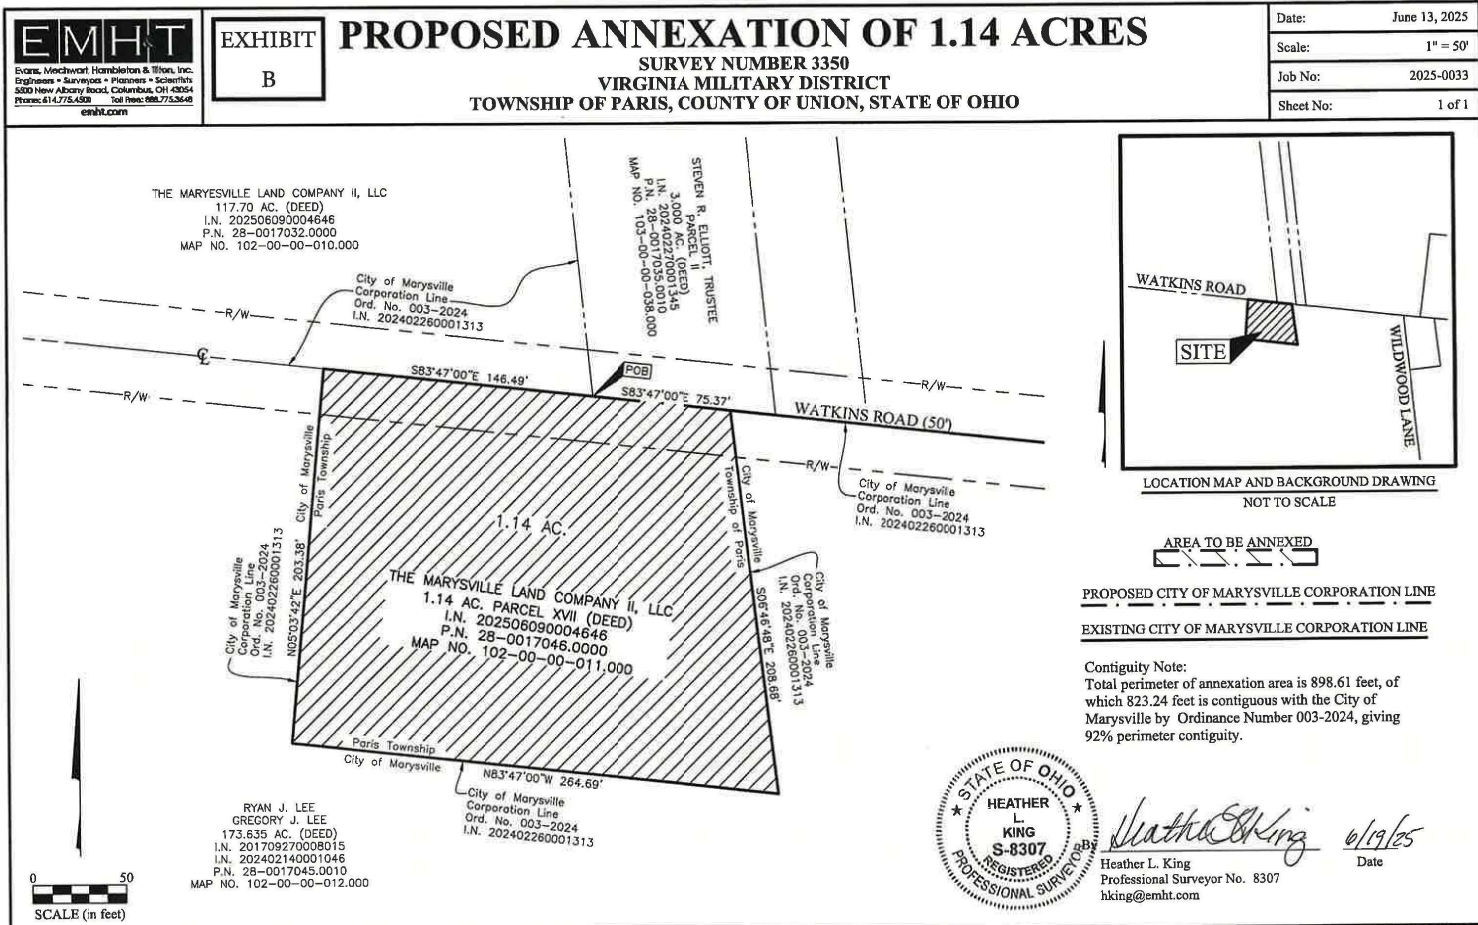 EMHT
Evans, Mechwart, Hambleton & Tilton, Inc.
Engineers • Surveyors • Planners • Scientists
5500 New Albany Road, Columbus, OH 43054
Phone: 614.775.4500 Toll Free: 888.775.3648
emht.com
EXHIBIT
B
PROPOSED ANNEXATION OF 1.14 ACRES
SURVEY NUMBER 3350
VIRGINIA MILITARY DISTRICT
TOWNSHIP OF PARIS, COUNTY OF UNION, STATE OF OHIO
Date: June 13, 2025
Scale: 1" = 50'
Job No: 2025-0033
Sheet No: 1 of 1
THE MARYESVILLE LAND COMPANY II, LLC
117.70 AC. (DEED)
I.N. 202506090004646
P.N. 28-0017032.0000
MAP NO. 102-00-00-010.000
City of Marysville
Corporation Line
Ord. No. 003-2024
I.N. 202402260001313
STEVEN R. ELLIOTT, TRUSTEE
PARCEL II
3.000 AC. (DEED)
I.N. 202402270001345
P.N. 28-0017035.0010
MAP NO. 103-00-00-038.000
R/W
℄
R/W
S83°47'00"E 146.49'
POB
S83°47'00"E 75.37'
R/W
WATKINS ROAD (50')
R/W
City of Marysville
Corporation Line
Ord. No. 003-2024
I.N. 202402260001313
City of Marysville
Paris Township
City of Marysville
Township of Paris
1.14 AC.
THE MARYSVILLE LAND COMPANY II, LLC
1.14 AC. PARCEL XVII (DEED)
I.N. 202506090004646
P.N. 28-0017046.0000
MAP NO. 102-00-00-011.000
City of Marysville
Corporation Line
Ord. No. 003-2024
I.N. 202402260001313
N05°03'42"E 203.38'
S06°46'48"E 208.68'
City of Marysville
Corporation Line
Ord. No. 003-2024
I.N. 202402260001313
Paris Township
City of Marysville
N83°47'00"W 264.69'
City of Marysville
Corporation Line
Ord. No. 003-2024
I.N. 202402260001313
RYAN J. LEE
GREGORY J. LEE
173.635 AC. (DEED)
I.N. 201709270008015
I.N. 202402140001046
P.N. 28-0017045.0010
MAP NO. 102-00-00-012.000
0 50
SCALE (in feet)
WATKINS ROAD
SITE
WILDWOOD LANE
LOCATION MAP AND BACKGROUND DRAWING
NOT TO SCALE
AREA TO BE ANNEXED
PROPOSED CITY OF MARYSVILLE CORPORATION LINE
EXISTING CITY OF MARYSVILLE CORPORATION LINE
Contiguity Note:
Total perimeter of annexation area is 898.61 feet, of
which 823.24 feet is contiguous with the City of
Marysville by Ordinance Number 003-2024, giving
92% perimeter contiguity.
STATE OF OHIO
HEATHER
L.
KING
S-8307
REGISTERED
PROFESSIONAL SURVEYOR
By
Heather L King 6/19/25
Heather L. King Date
Professional Surveyor No. 8307
hking@emht.com